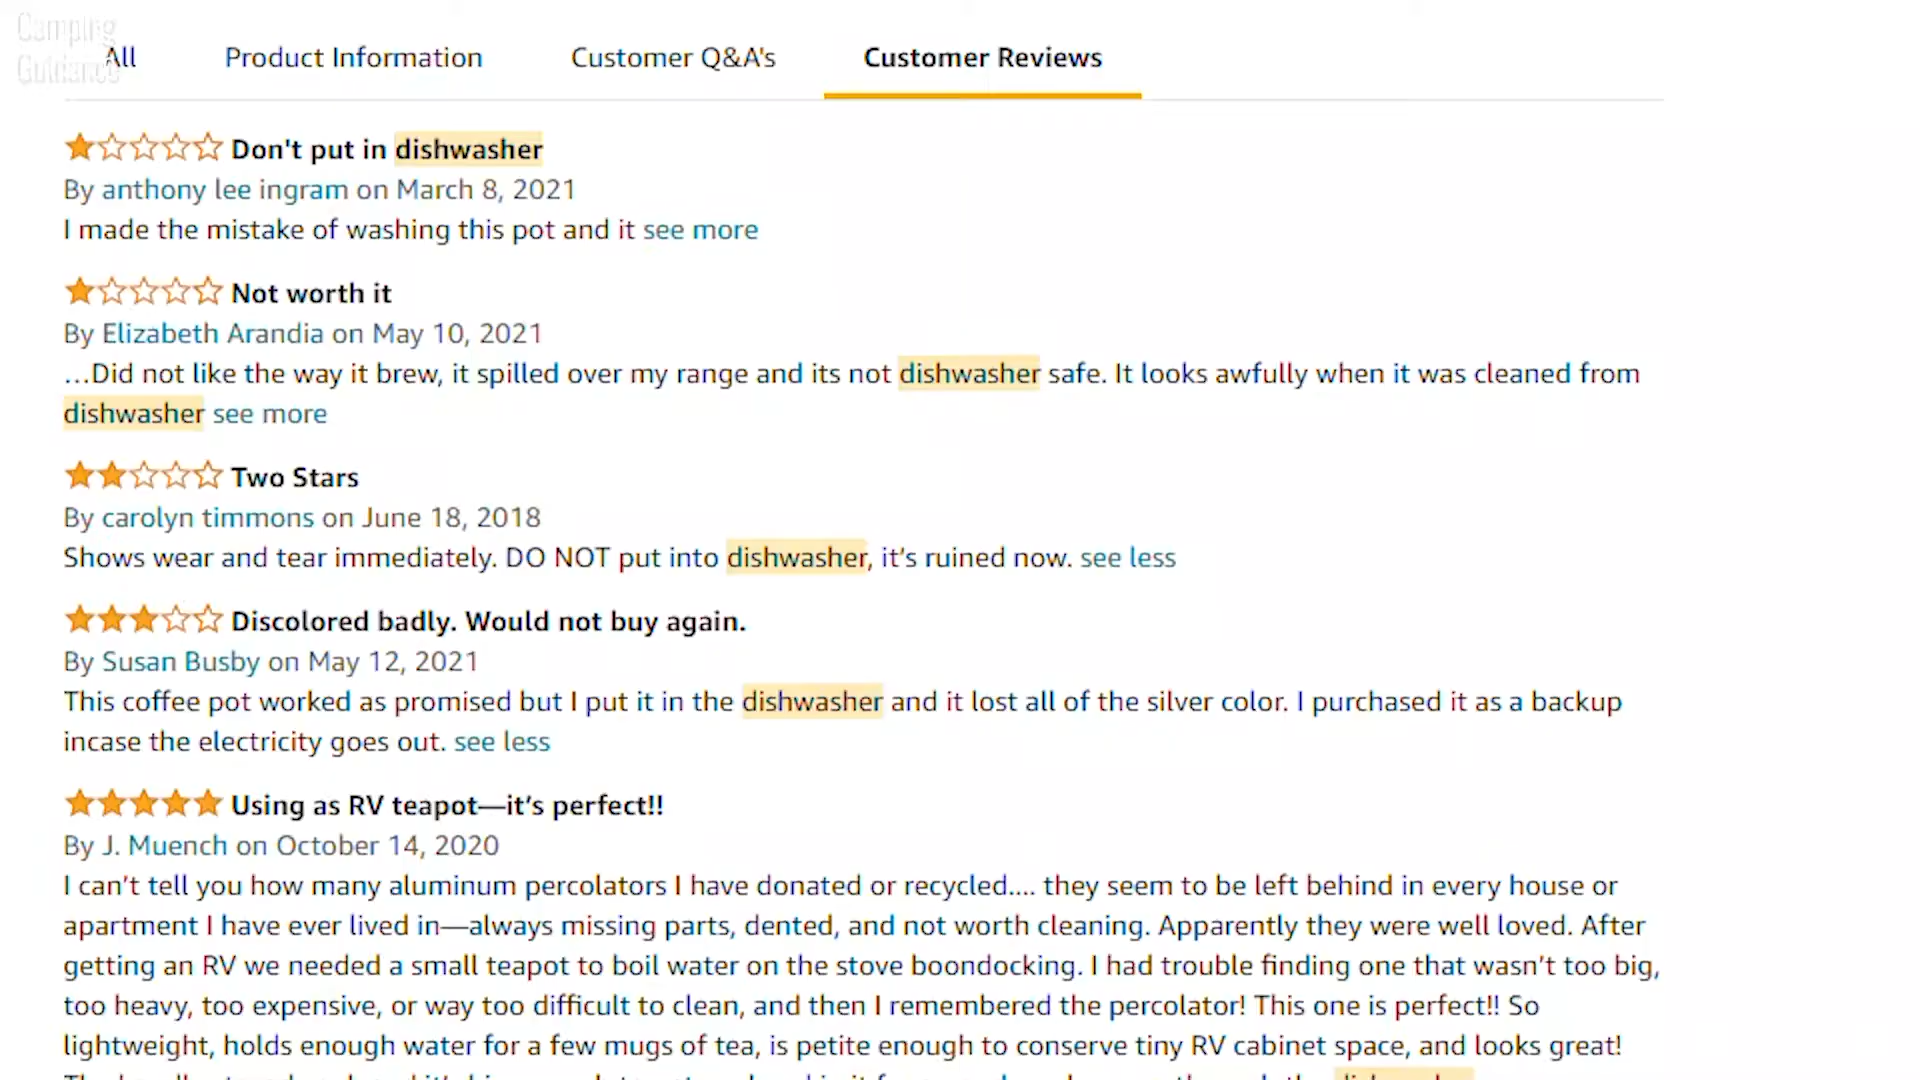 Camping
Guidance
All Product Information Customer Q&A's Customer Reviews
Don't put in dishwasher
By anthony lee ingram on March 8, 2021
I made the mistake of washing this pot and it see more
Not worth it
By Elizabeth Arandia on May 10, 2021
…Did not like the way it brew, it spilled over my range and its not dishwasher safe. It looks awfully when it was cleaned from
dishwasher see more
Two Stars
By carolyn timmons on June 18, 2018
Shows wear and tear immediately. DO NOT put into dishwasher, it’s ruined now. see less
Discolored badly. Would not buy again.
By Susan Busby on May 12, 2021
This coffee pot worked as promised but I put it in the dishwasher and it lost all of the silver color. I purchased it as a backup
incase the electricity goes out. see less
Using as RV teapot—it’s perfect!!
By J. Muench on October 14, 2020
I can’t tell you how many aluminum percolators I have donated or recycled.... they seem to be left behind in every house or
apartment I have ever lived in—always missing parts, dented, and not worth cleaning. Apparently they were well loved. After
getting an RV we needed a small teapot to boil water on the stove boondocking. I had trouble finding one that wasn’t too big,
too heavy, too expensive, or way too difficult to clean, and then I remembered the percolator! This one is perfect!! So
lightweight, holds enough water for a few mugs of tea, is petite enough to conserve tiny RV cabinet space, and looks great!